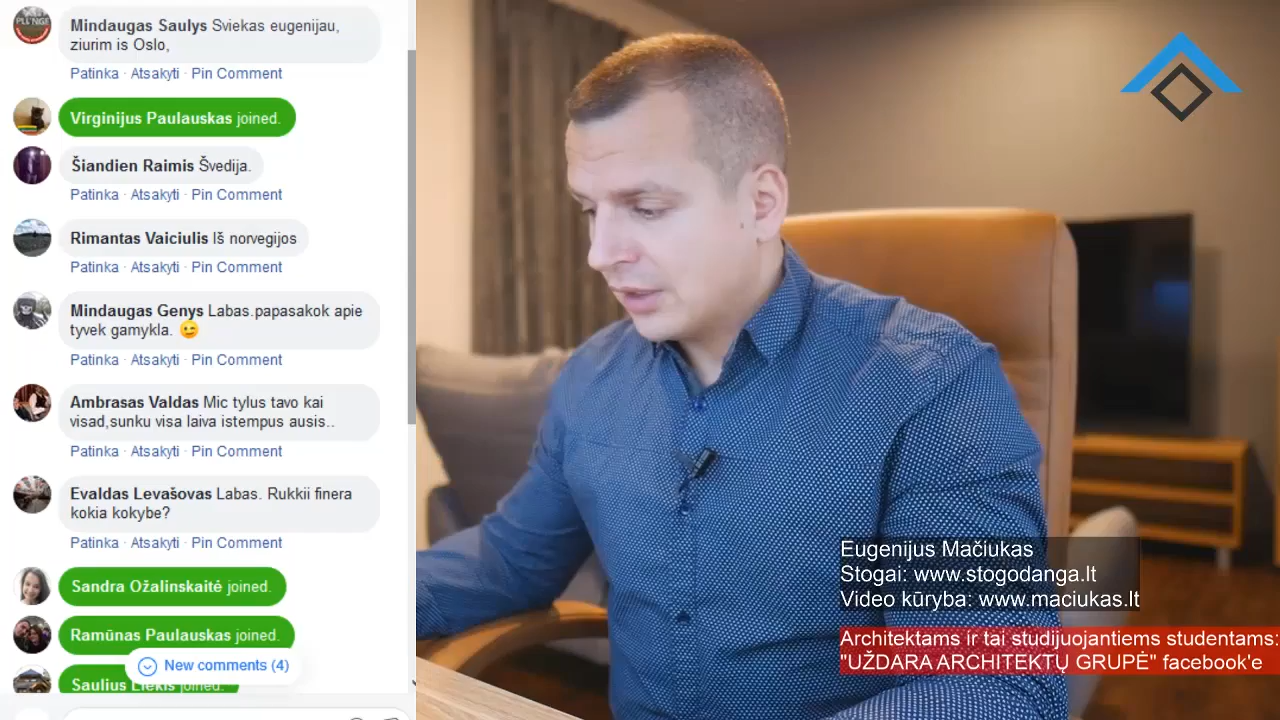 PLUNGĖ
Mindaugas Saulys Sviekas eugenijau,
ziurim is Oslo,
Patinka · Atsakyti · Pin Comment
Virginijus Paulauskas joined.
Šiandien Raimis Švedija.
Patinka · Atsakyti · Pin Comment
Rimantas Vaiciulis Iš norvegijos
Patinka · Atsakyti · Pin Comment
Mindaugas Genys Labas.papasakok apie
tyvek gamykla. 😉
Patinka · Atsakyti · Pin Comment
Ambrasas Valdas Mic tylus tavo kai
visad,sunku visa laiva istempus ausis..
Patinka · Atsakyti · Pin Comment
Evaldas Levašovas Labas. Rukkii finera
kokia kokybe?
Patinka · Atsakyti · Pin Comment
Sandra Ožalinskaitė joined.
Ramūnas Paulauskas joined.
New comments (4)
Saulius Liekis joined.
Eugenijus Mačiukas
Stogai: www.stogodanga.lt
Video kūryba: www.maciukas.lt
Architektams ir tai studijuojantiems studentams:
"UŽDARA ARCHITEKTŲ GRUPĖ" facebook'e